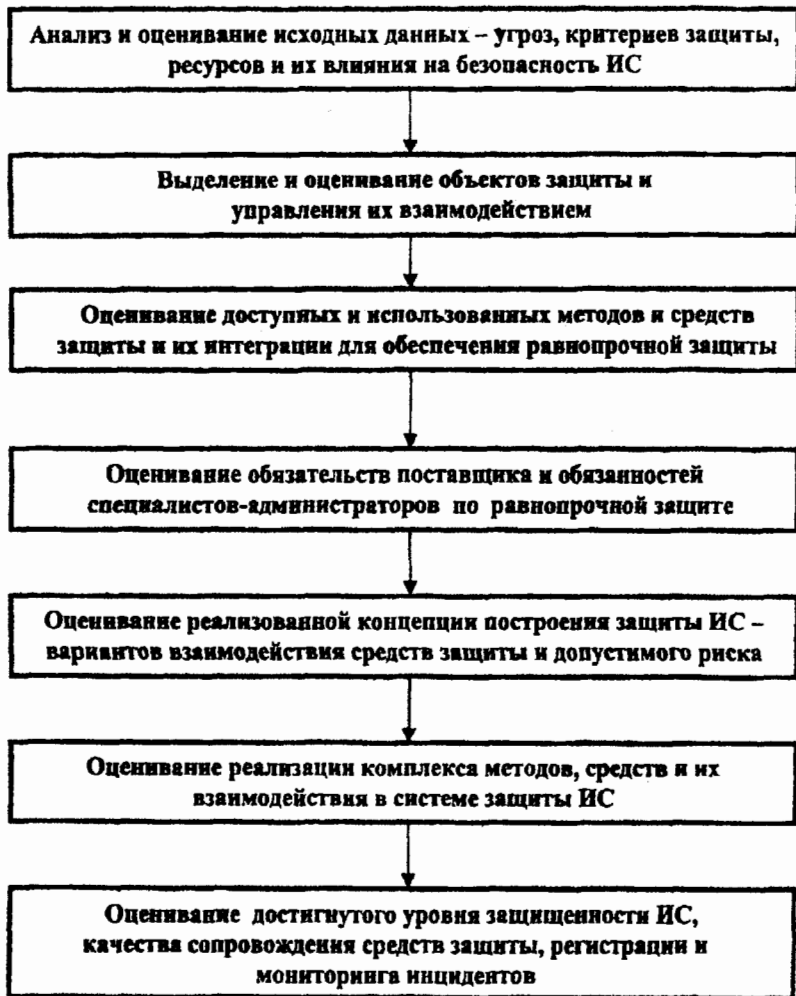 Анализ и оценивание исходных данных – угроз, критериев защиты,
ресурсов и их влияния на безопасность ИС
Выделение и оценивание объектов защиты и
управления их взаимодействием
Оценивание доступных и использованных методов и средств
защиты и их интеграции для обеспечения равнопрочной защиты
Оценивание обязательств поставщика и обязанностей
специалистов-администраторов по равнопрочной защите
Оценивание реализованной концепции построения защиты ИС –
вариантов взаимодействия средств защиты и допустимого риска
Оценивание реализации комплекса методов, средств и их
взаимодействия в системе защиты ИС
Оценивание достигнутого уровня защищенности ИС,
качества сопровождения средств защиты, регистрации и
мониторинга инцидентов